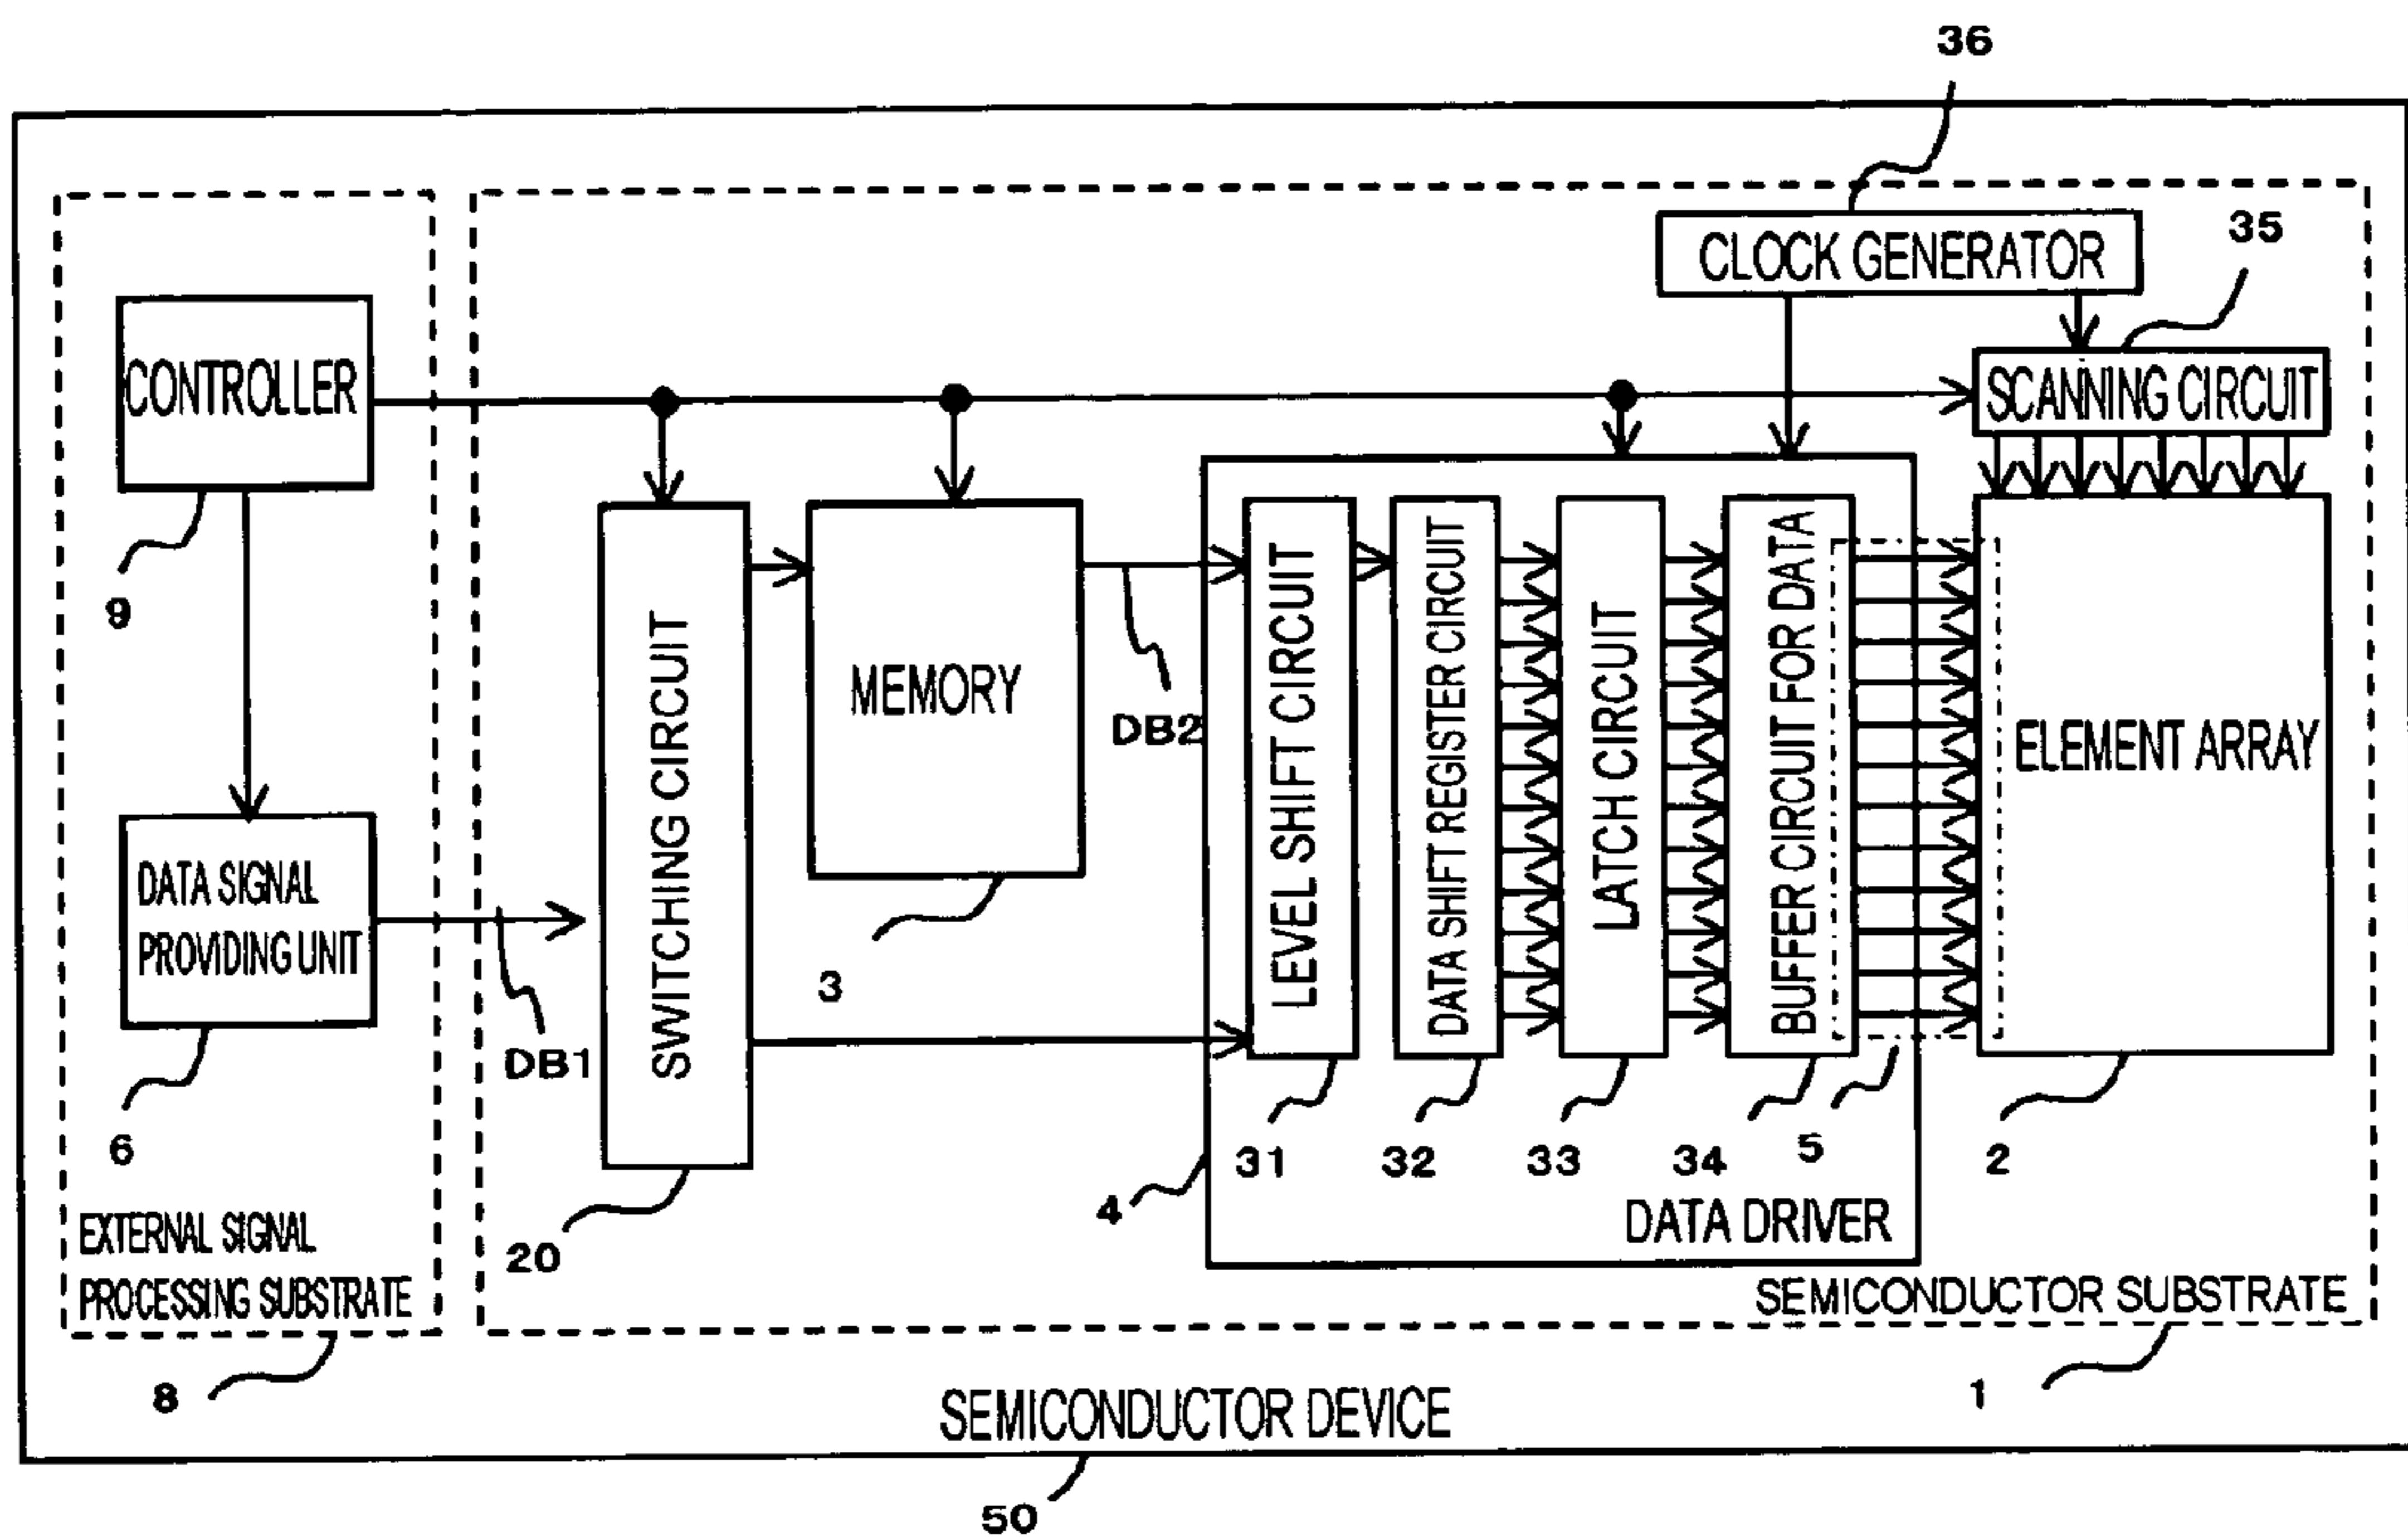 36
CLOCK GENERATOR
35
CONTROLLER
SCANNING CIRCUIT
9
SWITCHING CIRCUIT
MEMORY
DB2
LEVEL SHIFT CIRCUIT
DATA SHIFT REGISTER CIRCUIT
LATCH CIRCUIT
BUFFER CIRCUIT FOR DATA
ELEMENT ARRAY
DATA SIGNAL
PROVIDING UNIT
3
DB1
6
31
32
33
34
5
2
4
DATA DRIVER
20
EXTERNAL SIGNAL
PROCESSING SUBSTRATE
SEMICONDUCTOR SUBSTRATE
8
1
SEMICONDUCTOR DEVICE
50